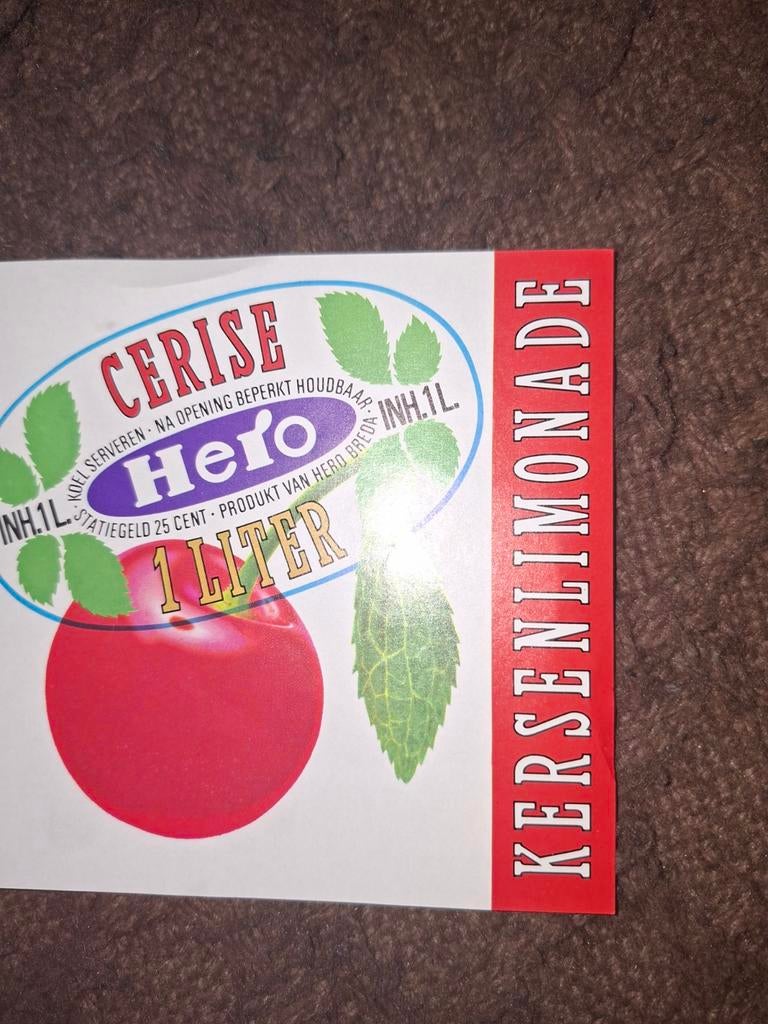 CERISE
KOEL SERVEREN · NA OPENING BEPERKT HOUDBAAR ·
INH.1L.
Hero
INH.1L.
STATIEGELD 25 CENT · PRODUKT VAN HERO BREDA ·
1 LITER
KERSENLIMONADE